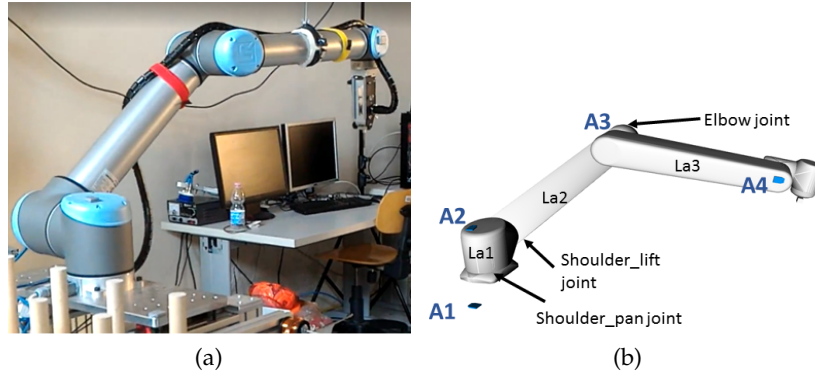 A3
Elbow joint
La3
La2
A4
A2
La1
Shoulder_lift
joint
A1
Shoulder_pan joint
(a)
(b)